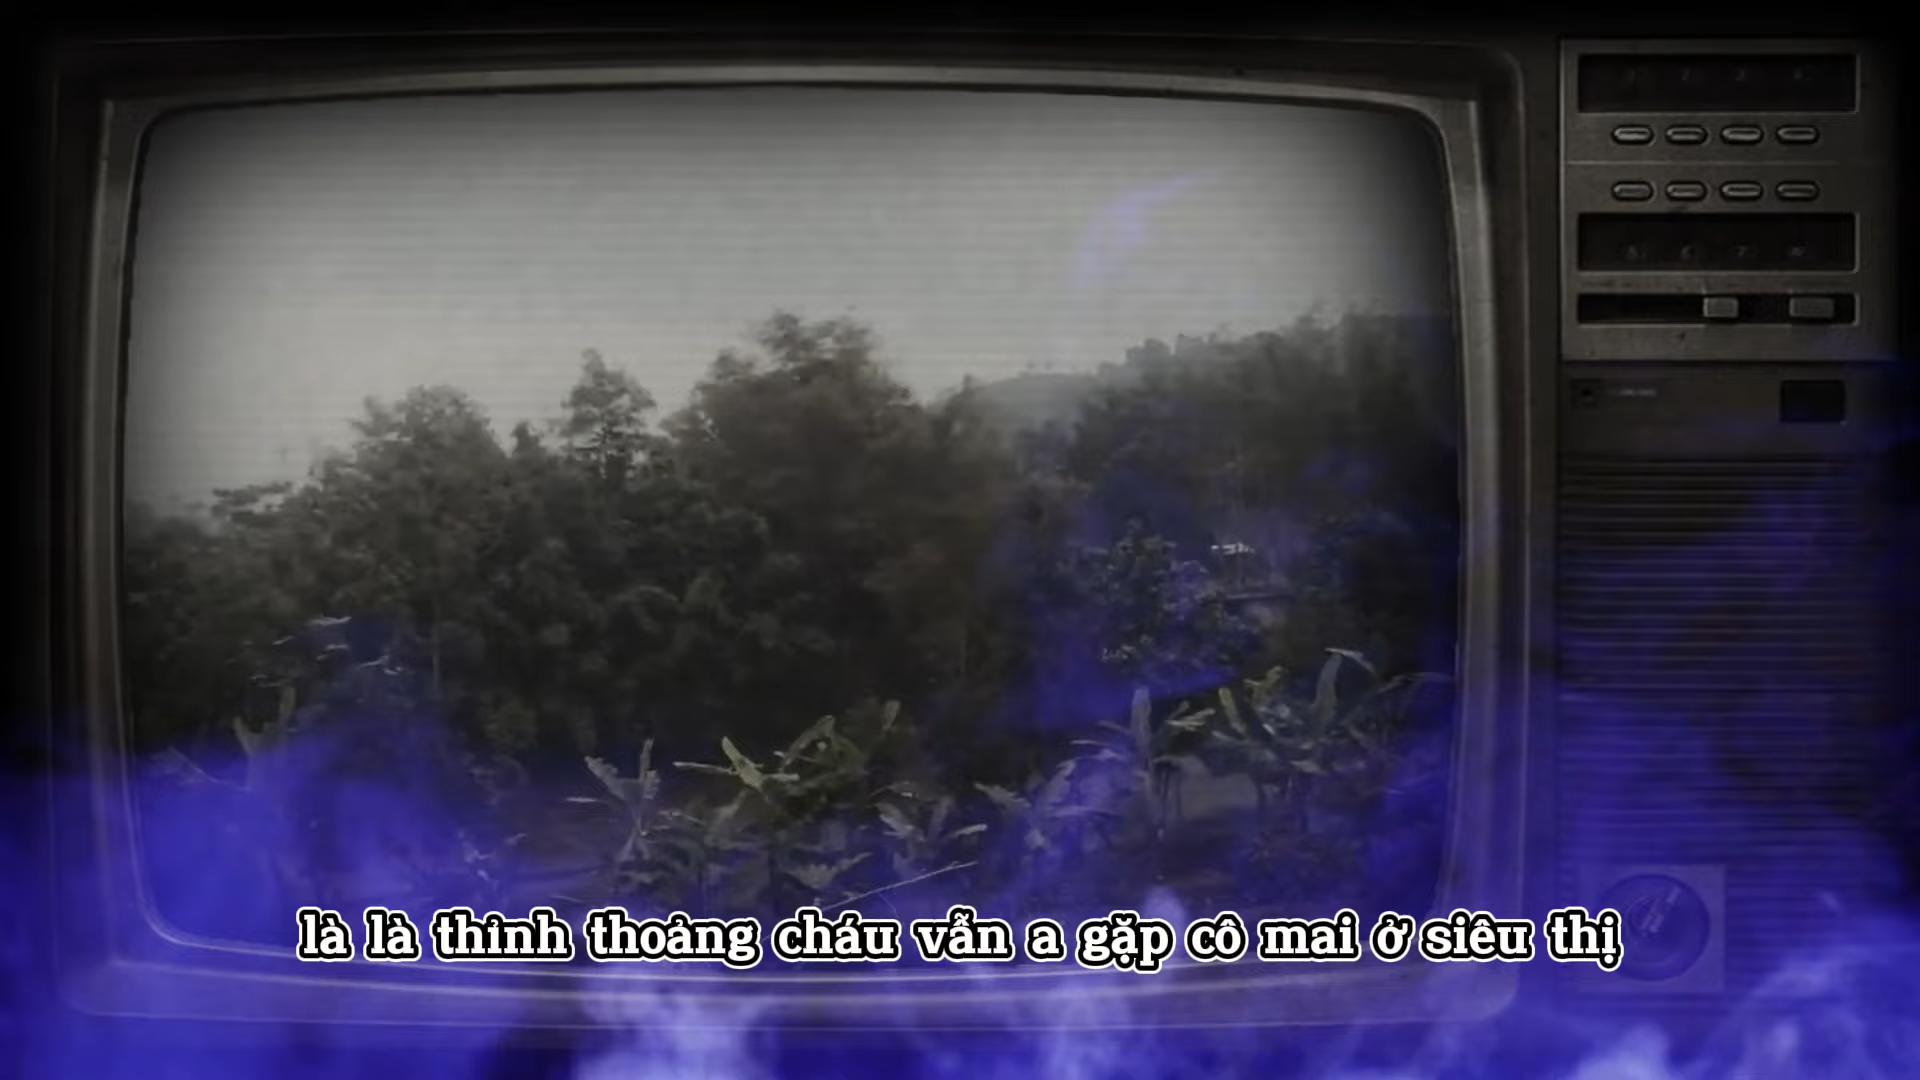 là là thỉnh thoảng cháu vẫn a gặp cô mai ở siêu thị